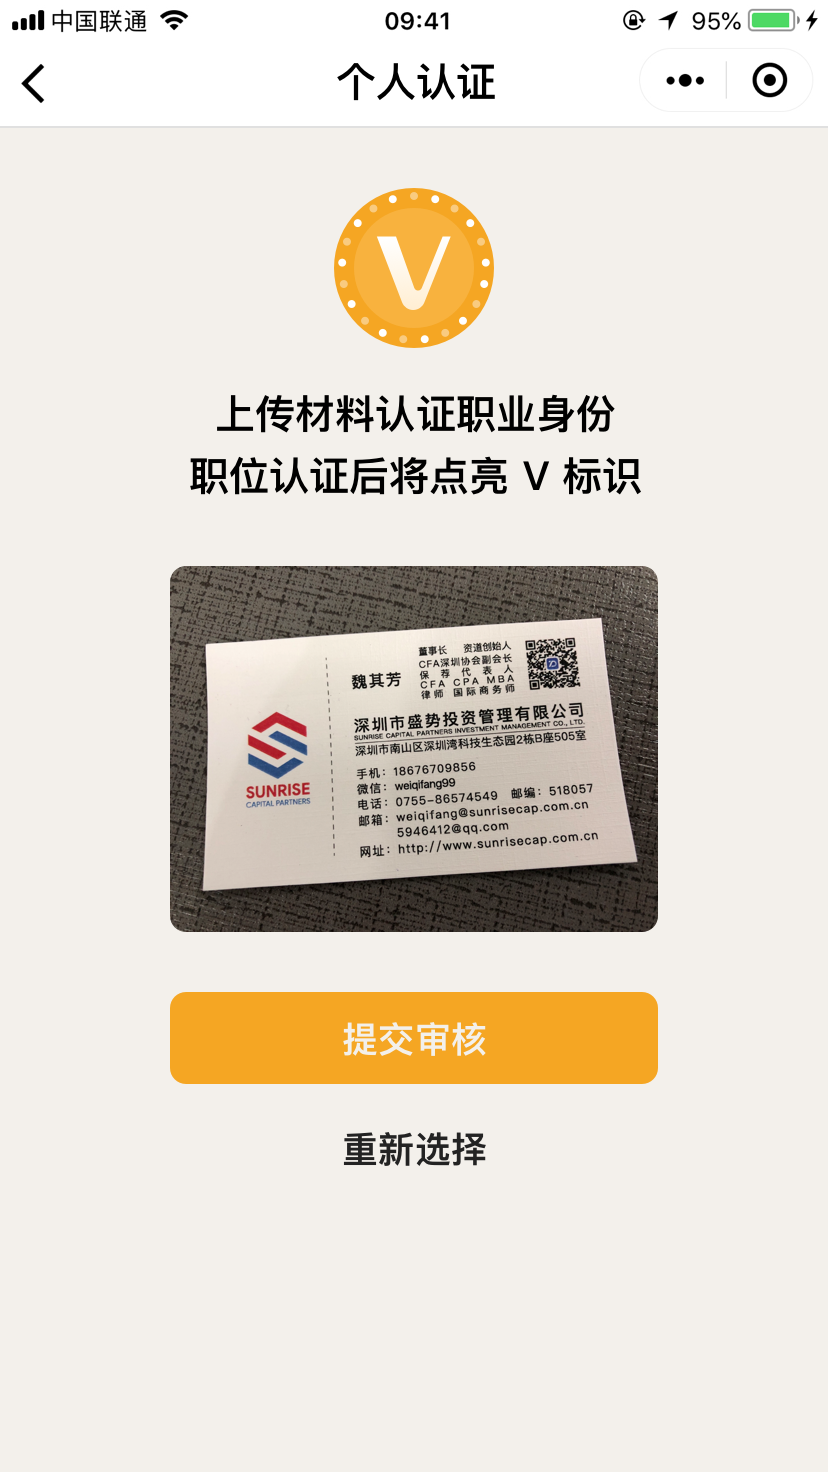 中国联通
09:41
95%
个人认证
V
上传材料认证职业身份
职位认证后将点亮 V 标识
魏其芳
董事长 资道创始人
CFA深圳协会副会长
保荐代表人
CFA CPA MBA
律师 国际商务师
深圳市盛势投资管理有限公司
SUNRISE CAPITAL PARTNERS INVESTMENT MANAGEMENT CO., LTD.
深圳市南山区深圳湾科技生态园2栋B座505室
SUNRISE
CAPITAL PARTNERS
手机：18676709856
微信：weiqifang99
电话：0755-86574549 邮编：518057
邮箱：weiqifang@sunrisecap.com.cn
5946412@qq.com
网址：http://www.sunrisecap.com.cn
提交审核
重新选择